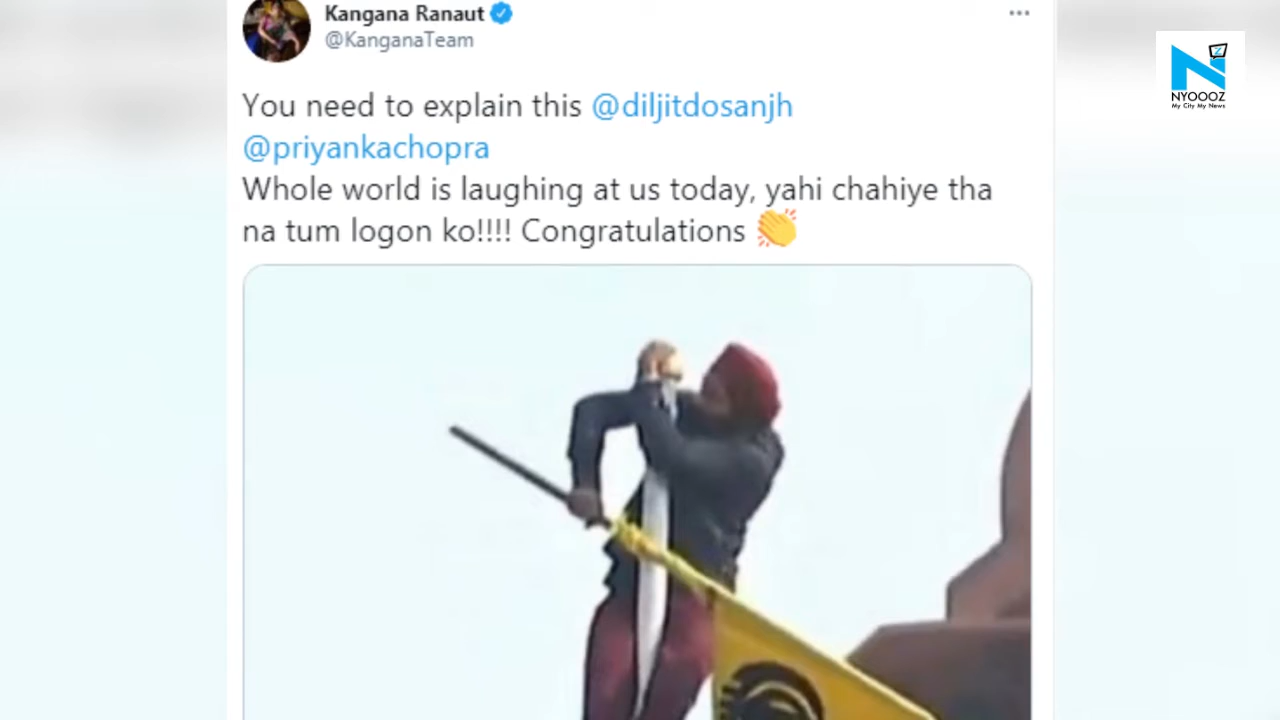 Kangana Ranaut
@KanganaTeam
You need to explain this @diljitdosanjh
@priyankachopra
Whole world is laughing at us today, yahi chahiye tha
na tum logon ko!!!! Congratulations 👏
NYOOOZ
My City My News